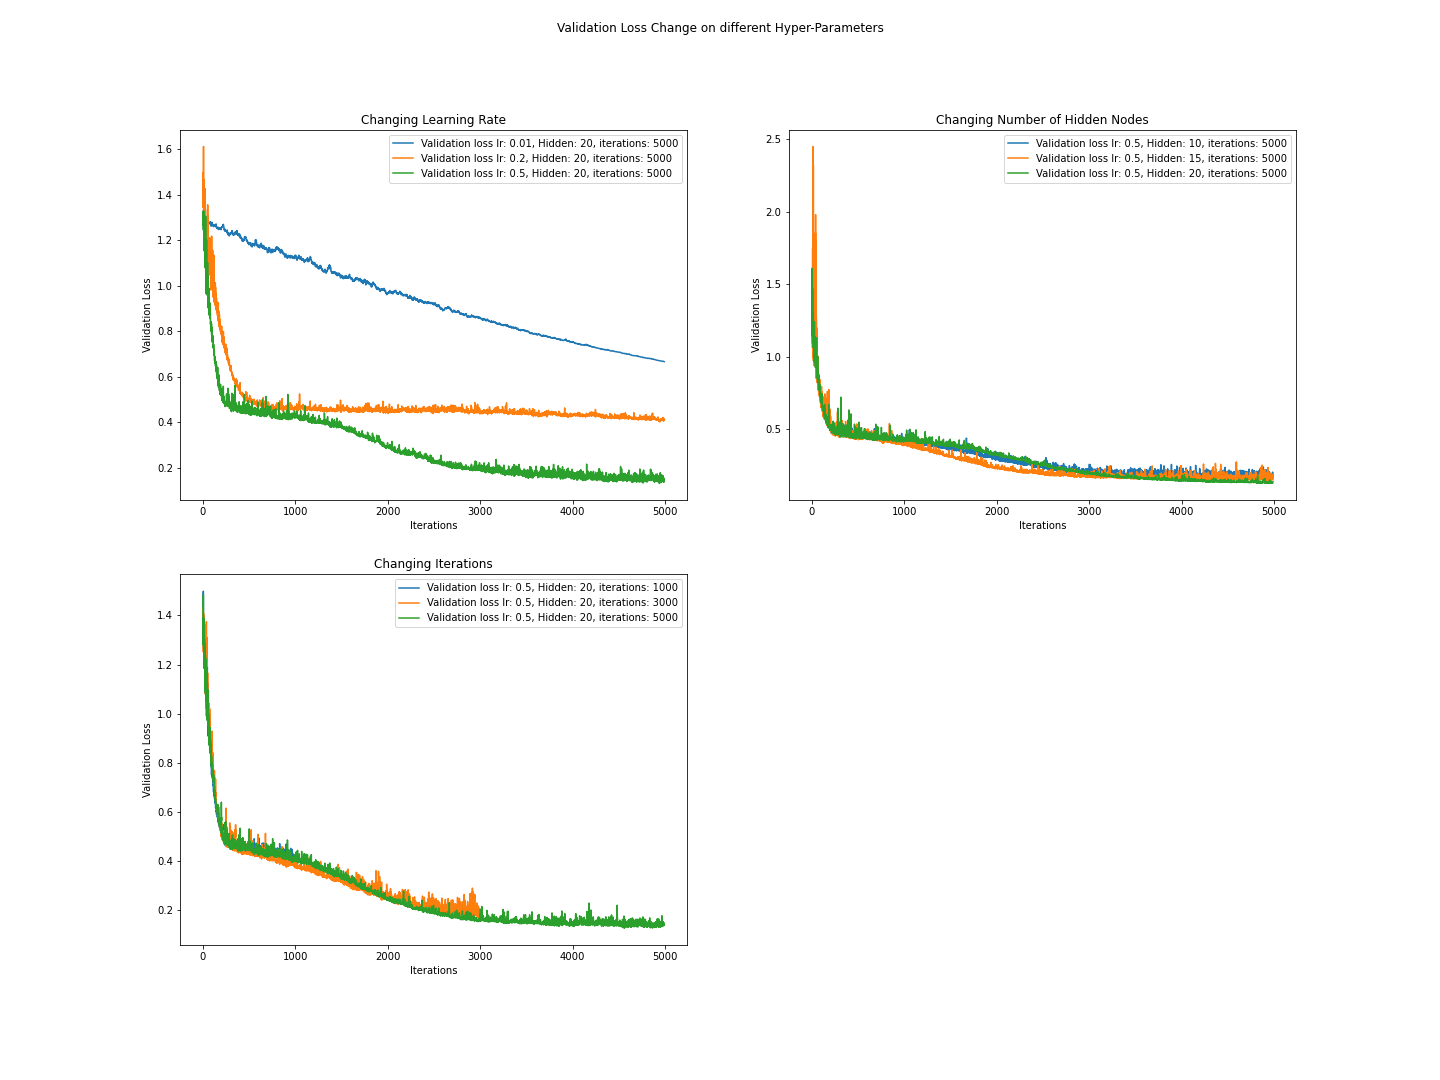 Validation Loss Change on different Hyper-Parameters
Changing Learning Rate
Validation loss lr: 0.01, Hidden: 20, iterations: 5000
Validation loss lr: 0.2, Hidden: 20, iterations: 5000
Validation loss lr: 0.5, Hidden: 20, iterations: 5000
1.6
1.4
1.2
1.0
0.8
0.6
0.4
0.2
Validation Loss
0 1000 2000 3000 4000 5000
Iterations
Changing Number of Hidden Nodes
Validation loss lr: 0.5, Hidden: 10, iterations: 5000
Validation loss lr: 0.5, Hidden: 15, iterations: 5000
Validation loss lr: 0.5, Hidden: 20, iterations: 5000
2.5
2.0
1.5
1.0
0.5
Validation Loss
0 1000 2000 3000 4000 5000
Iterations
Changing Iterations
Validation loss lr: 0.5, Hidden: 20, iterations: 1000
Validation loss lr: 0.5, Hidden: 20, iterations: 3000
Validation loss lr: 0.5, Hidden: 20, iterations: 5000
1.4
1.2
1.0
0.8
0.6
0.4
0.2
Validation Loss
0 1000 2000 3000 4000 5000
Iterations